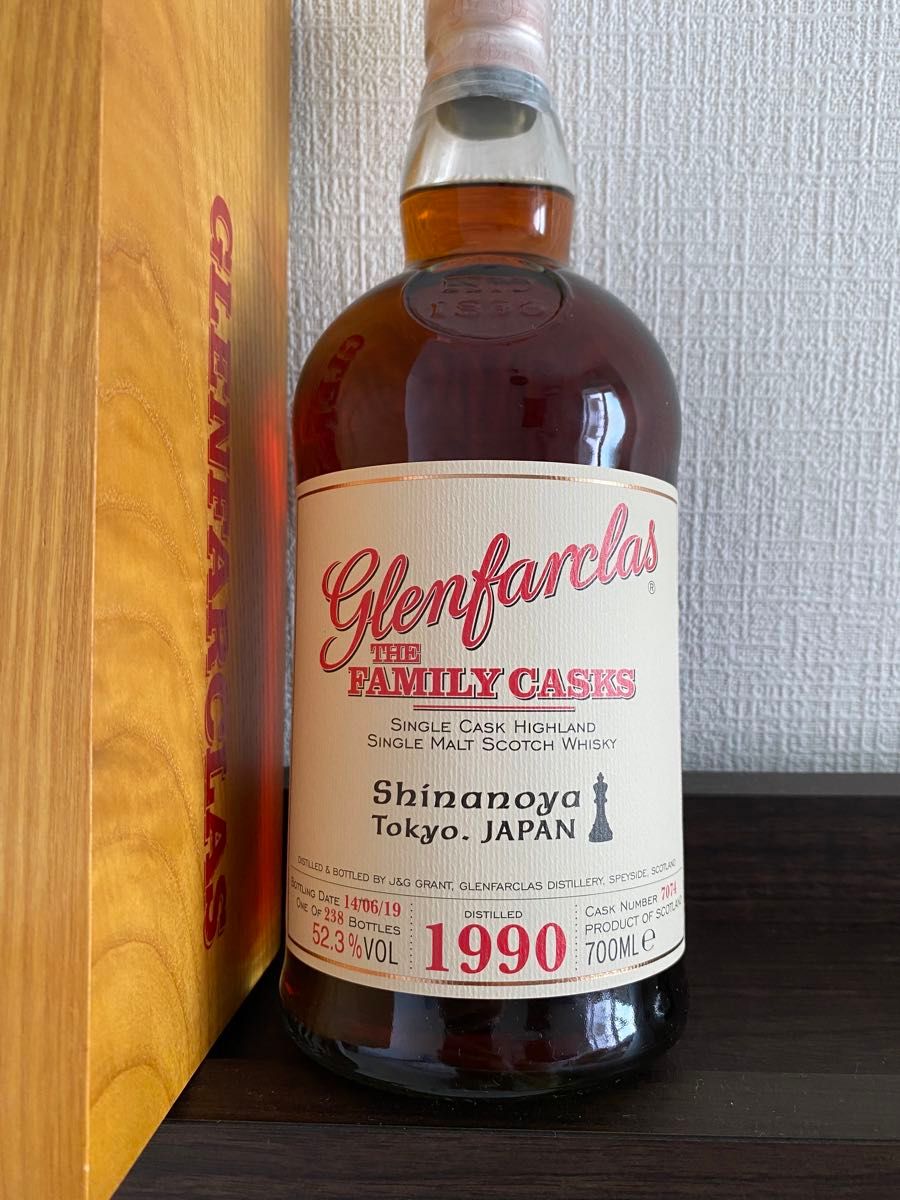 GLENFARCLAS
1836
Glenfarclas®
THE
FAMILY CASKS
SINGLE CASK HIGHLAND
SINGLE MALT SCOTCH WHISKY
Shinanoya
Tokyo. JAPAN
DISTILLED & BOTTLED BY J&G GRANT, GLENFARCLAS DISTILLERY, SPEYSIDE, SCOTLAND
BOTTLING DATE 14/06/19
ONE OF 238 BOTTLES
52.3%VOL
DISTILLED
1990
CASK NUMBER 7074
PRODUCT OF SCOTLAND
700ML℮